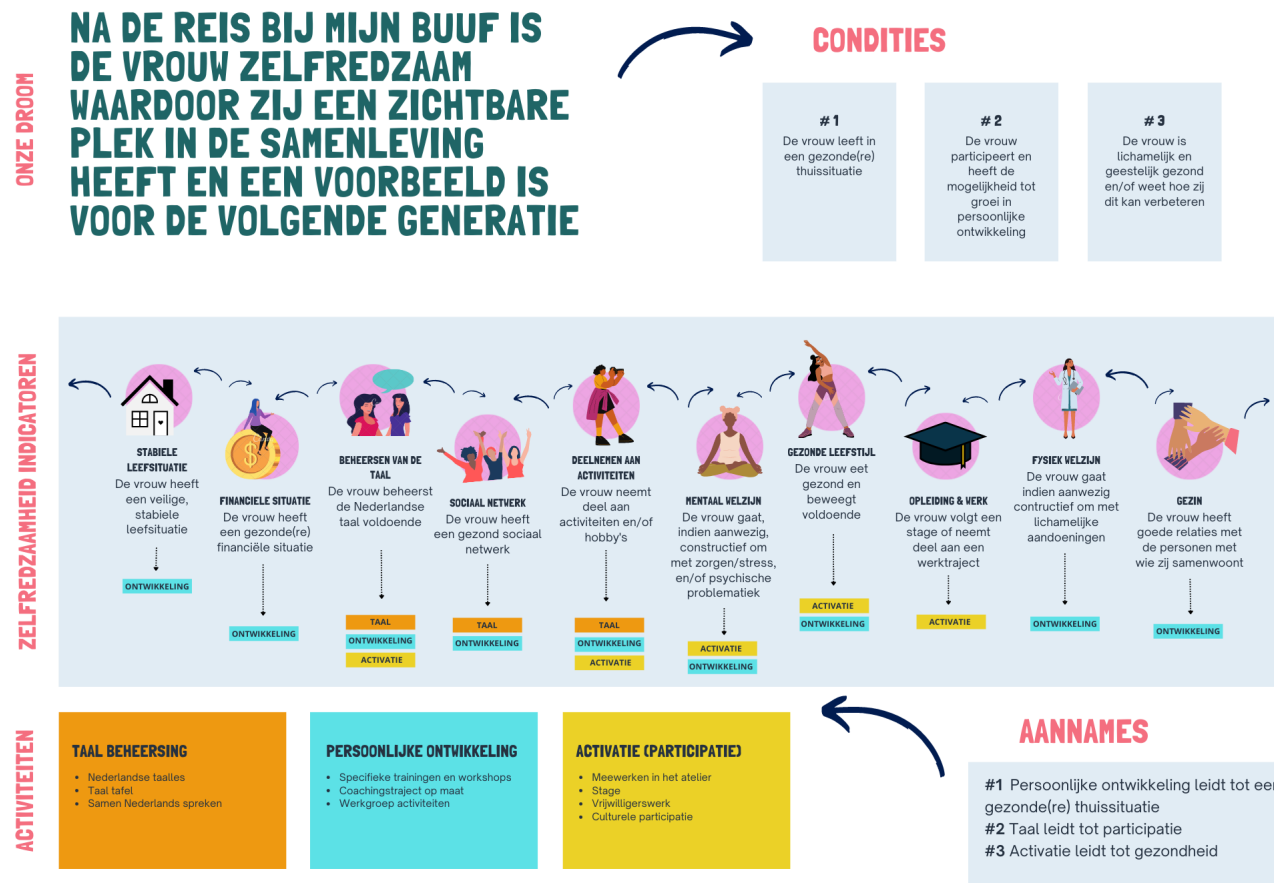 ONZE DROOM
NA DE REIS BIJ MIJN BUUF IS
DE VROUW ZELFREDZAAM
WAARDOOR ZIJ EEN ZICHTBARE
PLEK IN DE SAMENLEVING
HEEFT EN EEN VOORBEELD IS
VOOR DE VOLGENDE GENERATIE
CONDITIES
#1
De vrouw leeft in
een gezonde(re)
thuissituatie
#2
De vrouw
participeert en
heeft de
mogelijkheid tot
groei in
persoonlijke
ontwikkeling
#3
De vrouw is
lichamelijk en
geestelijk gezond
en/of weet hoe zij
dit kan verbeteren
ZELFREDZAAMHEID INDICATOREN
STABIELE
LEEFSITUATIE
De vrouw heeft
een veilige,
stabiele
leefsituatie
ONTWIKKELING
$
FINANCIELE SITUATIE
De vrouw heeft
een gezonde(re)
financiële situatie
ONTWIKKELING
BEHEERSEN VAN DE
TAAL
De vrouw beheerst
de Nederlandse
taal voldoende
TAAL
ONTWIKKELING
ACTIVATIE
SOCIAAL NETWERK
De vrouw heeft
een gezond sociaal
netwerk
TAAL
ONTWIKKELING
DEELNEMEN AAN
ACTIVITEITEN
De vrouw neemt
deel aan
activiteiten en/of
hobby's
TAAL
ONTWIKKELING
ACTIVATIE
MENTAAL WELZIJN
De vrouw gaat,
indien aanwezig,
constructief om
met zorgen/stress,
en/of psychische
problematiek
ACTIVATIE
ONTWIKKELING
GEZONDE LEEFSTIJL
De vrouw eet
gezond en
beweegt
voldoende
ACTIVATIE
ONTWIKKELING
OPLEIDING & WERK
De vrouw volgt een
stage of neemt
deel aan een
werktraject
ACTIVATIE
FYSIEK WELZIJN
De vrouw gaat
indien aanwezig
contructief om met
lichamelijke
aandoeningen
ONTWIKKELING
GEZIN
De vrouw heeft
goede relaties met
de personen met
wie zij samenwoont
ONTWIKKELING
ACTIVITEITEN
TAAL BEHEERSING
• Nederlandse taalles
• Taal tafel
• Samen Nederlands spreken
PERSOONLIJKE ONTWIKKELING
• Specifieke trainingen en workshops
• Coachingstraject op maat
• Werkgroep activiteiten
ACTIVATIE (PARTICIPATIE)
• Meewerken in het atelier
• Stage
• Vrijwilligerswerk
• Culturele participatie
AANNAMES
#1 Persoonlijke ontwikkeling leidt tot een
gezonde(re) thuissituatie
#2 Taal leidt tot participatie
#3 Activatie leidt tot gezondheid